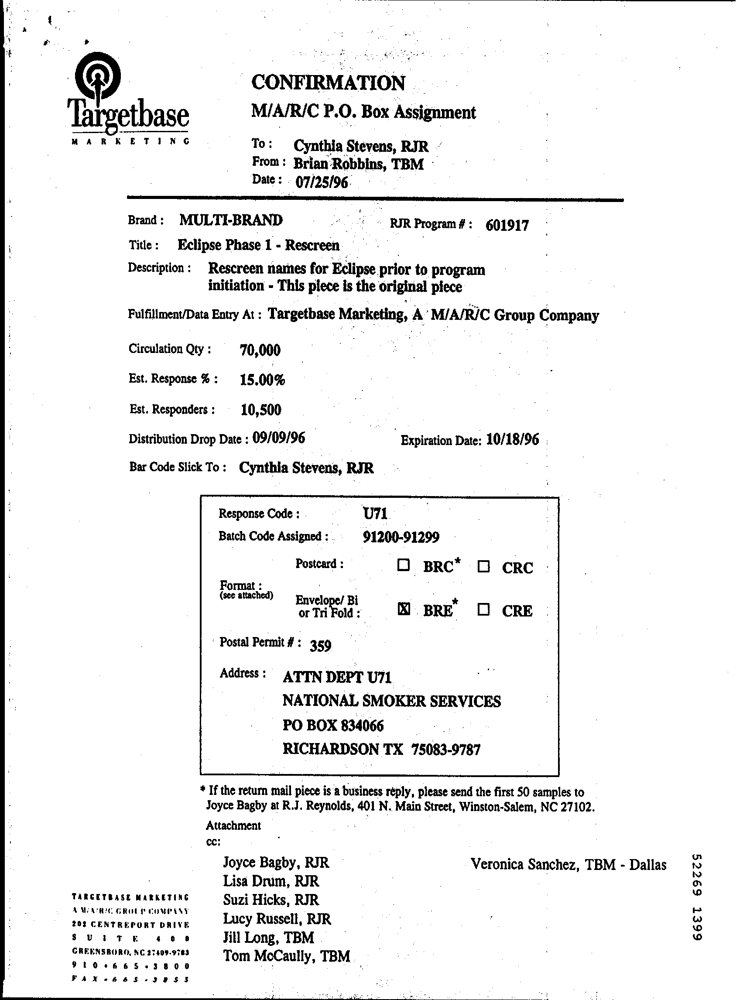 Targetbase
MARKETING
CONFIRMATION
M/A/R/C P.O. Box Assignment
To : Cynthia Stevens, RJR
From : Brian Robbins, TBM
Date : 07/25/96
Brand : MULTI-BRAND RJR Program # : 601917
Title : Eclipse Phase 1 - Rescreen
Description : Rescreen names for Eclipse prior to program
initiation - This piece is the original piece
Fulfillment/Data Entry At : Targetbase Marketing, A M/A/R/C Group Company
Circulation Qty : 70,000
Est. Response % : 15.00%
Est. Responders : 10,500
Distribution Drop Date : 09/09/96 Expiration Date: 10/18/96
Bar Code Slick To : Cynthia Stevens, RJR
Response Code : U71
Batch Code Assigned : 91200-91299
Postcard : ☐ BRC* ☐ CRC
Format :
(see attached)
Envelope/ Bi
or Tri Fold : ☒ BRE* ☐ CRE
Postal Permit # : 359
Address : ATTN DEPT U71
NATIONAL SMOKER SERVICES
PO BOX 834066
RICHARDSON TX 75083-9787
* If the return mail piece is a business reply, please send the first 50 samples to
Joyce Bagby at R.J. Reynolds, 401 N. Main Street, Winston-Salem, NC 27102.
Attachment
cc:
Joyce Bagby, RJR Veronica Sanchez, TBM - Dallas
Lisa Drum, RJR
Suzi Hicks, RJR
Lucy Russell, RJR
Jill Long, TBM
Tom McCaully, TBM
TARGETBASE MARKETING
A M/A/R/C GROUP COMPANY
202 CENTREPORT DRIVE
SUITE 400
GREENSBORO, NC 27409-9703
910-665-3800
FAX-665-3855
52269 1399